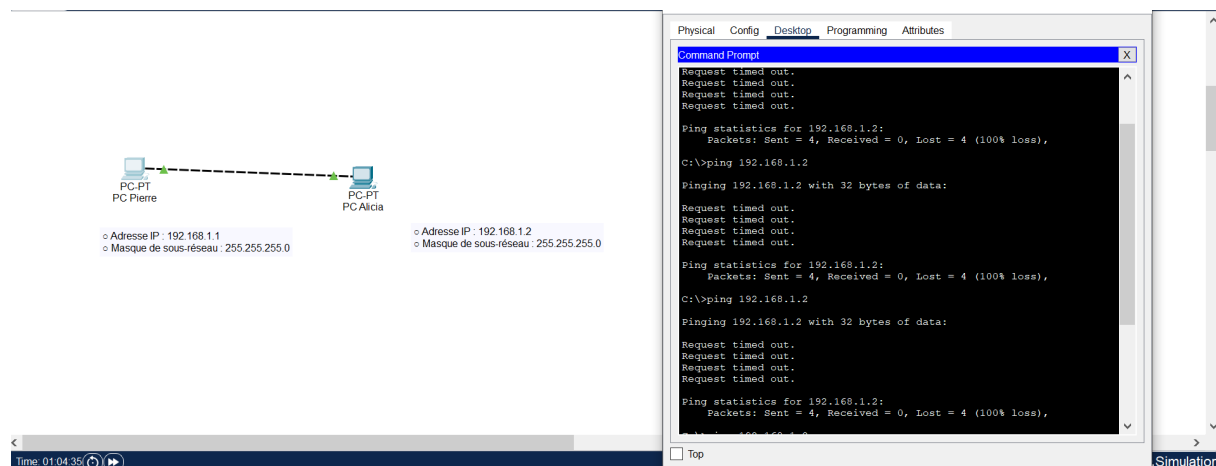 Physical Config Desktop Programming Attributes
Command Prompt X
Request timed out.
Request timed out.
Request timed out.
Request timed out.
Ping statistics for 192.168.1.2:
Packets: Sent = 4, Received = 0, Lost = 4 (100% loss),
C:\>ping 192.168.1.2
Pinging 192.168.1.2 with 32 bytes of data:
Request timed out.
Request timed out.
Request timed out.
Request timed out.
Ping statistics for 192.168.1.2:
Packets: Sent = 4, Received = 0, Lost = 4 (100% loss),
C:\>ping 192.168.1.2
Pinging 192.168.1.2 with 32 bytes of data:
Request timed out.
Request timed out.
Request timed out.
Request timed out.
Ping statistics for 192.168.1.2:
Packets: Sent = 4, Received = 0, Lost = 4 (100% loss),
Top
PC-PT
PC Pierre
PC-PT
PC Alicia
○ Adresse IP : 192.168.1.1
○ Masque de sous-réseau : 255.255.255.0
○ Adresse IP : 192.168.1.2
○ Masque de sous-réseau : 255.255.255.0
Time: 01:04:35
Simulation